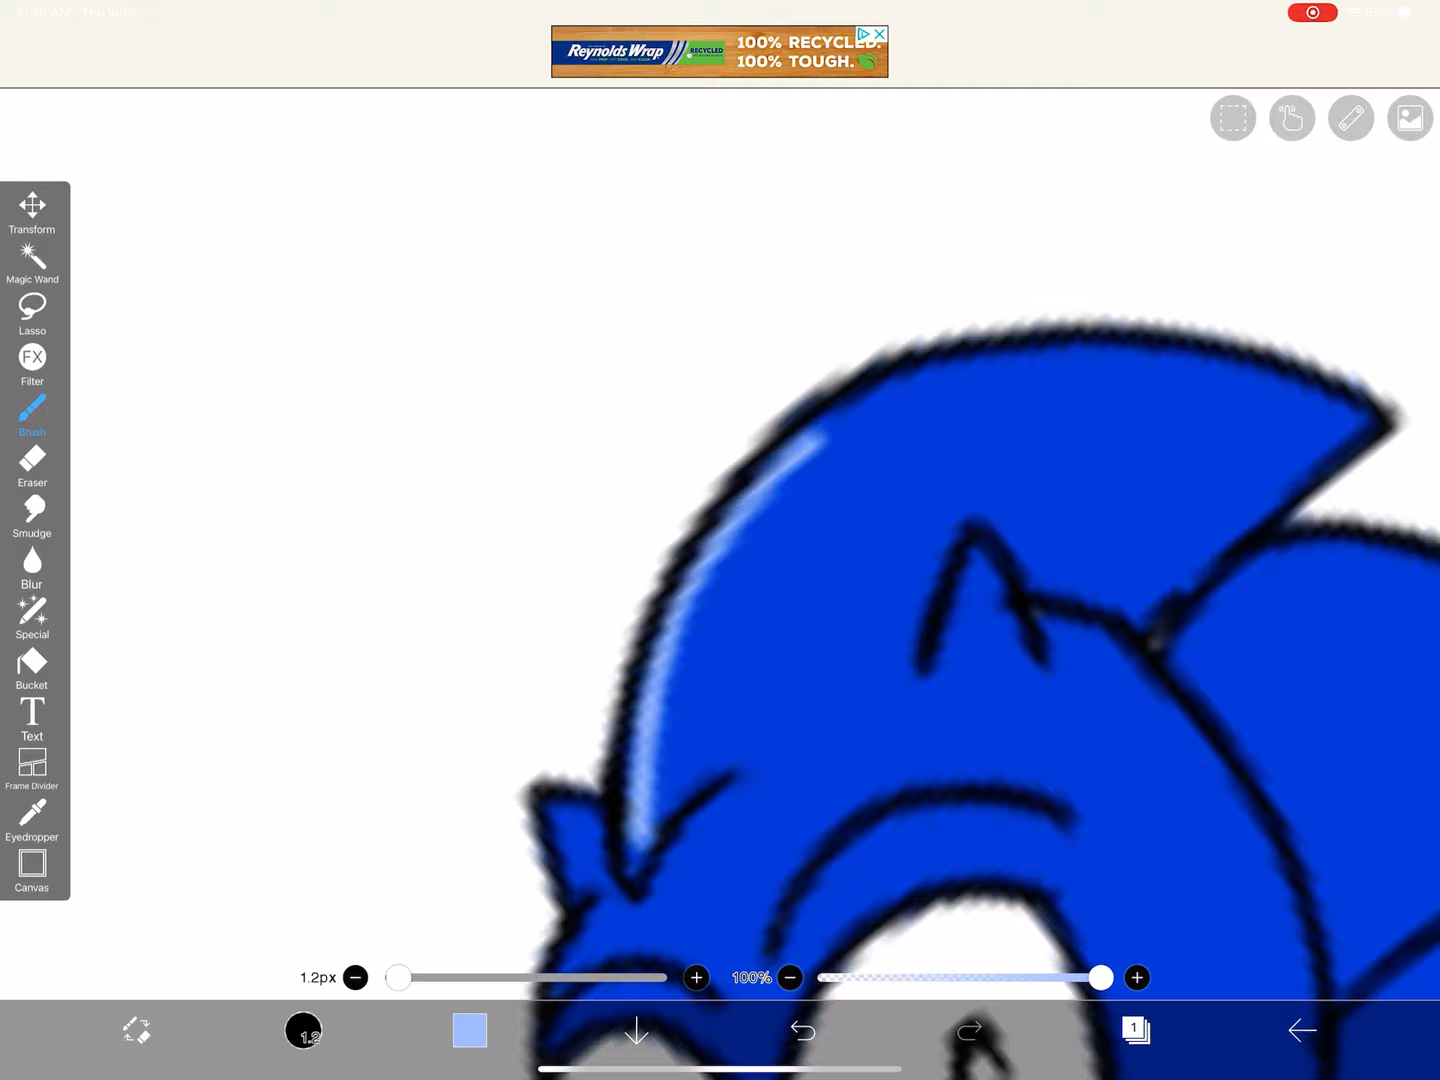 Reynolds Wrap
RECYCLED
100% RECYCLED.
100% TOUGH.
Transform
Magic Wand
Lasso
FX
Filter
Brush
Eraser
Smudge
Blur
Special
Bucket
T
Text
Frame Divider
Eyedropper
Canvas
1.2px
100%
1.2
1